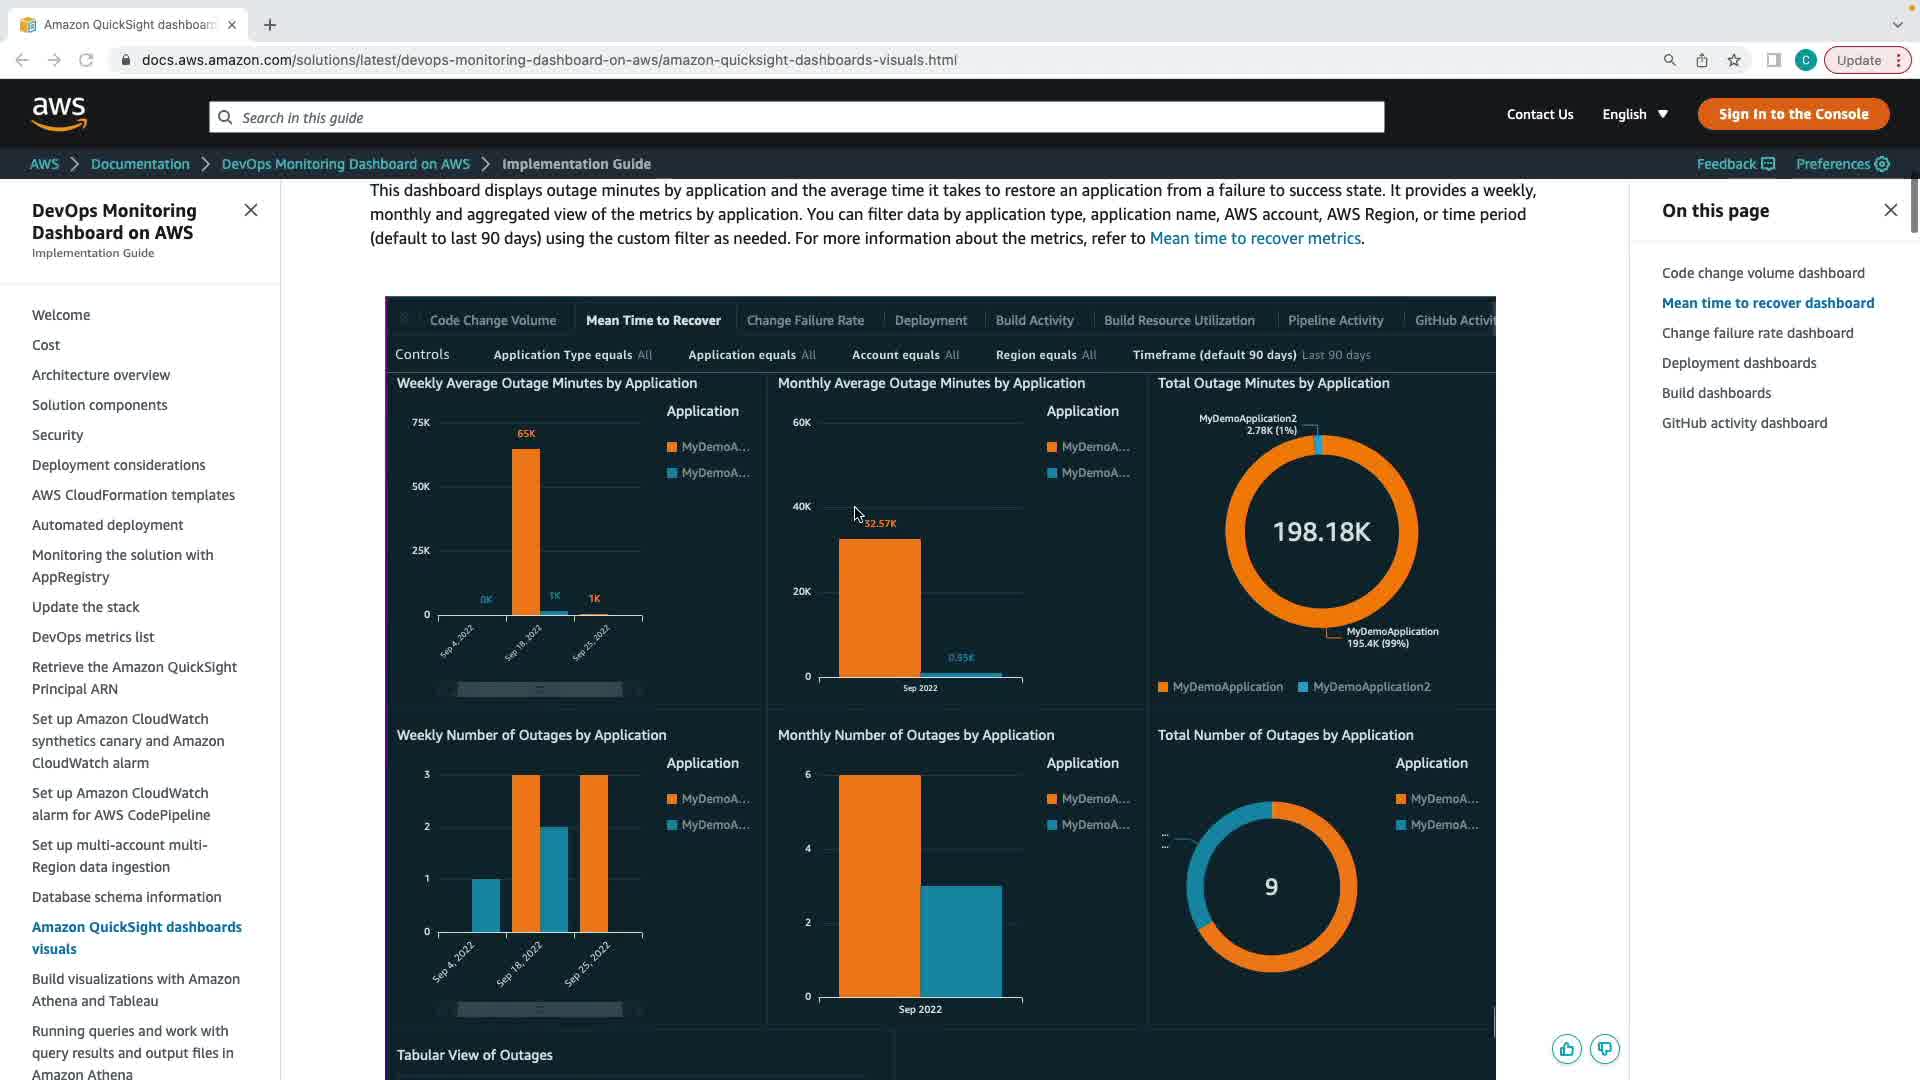 Amazon QuickSight dashboard
docs.aws.amazon.com/solutions/latest/devops-monitoring-dashboard-on-aws/amazon-quicksight-dashboards-visuals.html
C
Update
aws
Search in this guide
Contact Us
English
Sign In to the Console
AWS
Documentation
DevOps Monitoring Dashboard on AWS
Implementation Guide
Feedback
Preferences
DevOps Monitoring
Dashboard on AWS
Implementation Guide
Welcome
Cost
Architecture overview
Solution components
Security
Deployment considerations
AWS CloudFormation templates
Automated deployment
Monitoring the solution with
AppRegistry
Update the stack
DevOps metrics list
Retrieve the Amazon QuickSight
Principal ARN
Set up Amazon CloudWatch
synthetics canary and Amazon
CloudWatch alarm
Set up Amazon CloudWatch
alarm for AWS CodePipeline
Set up multi-account multi-
Region data ingestion
Database schema information
Amazon QuickSight dashboards
visuals
Build visualizations with Amazon
Athena and Tableau
Running queries and work with
query results and output files in
Amazon Athena
This dashboard displays outage minutes by application and the average time it takes to restore an application from a failure to success state. It provides a weekly,
monthly and aggregated view of the metrics by application. You can filter data by application type, application name, AWS account, AWS Region, or time period
(default to last 90 days) using the custom filter as needed. For more information about the metrics, refer to Mean time to recover metrics.
Code Change Volume
Mean Time to Recover
Change Failure Rate
Deployment
Build Activity
Build Resource Utilization
Pipeline Activity
GitHub Activit
Controls
Application Type equals All
Application equals All
Account equals All
Region equals All
Timeframe (default 90 days) Last 90 days
Weekly Average Outage Minutes by Application
Application
MyDemoA...
MyDemoA...
75K
50K
25K
0
0K
65K
1K
1K
Sep 4, 2022
Sep 18, 2022
Sep 25, 2022
Monthly Average Outage Minutes by Application
Application
MyDemoA...
MyDemoA...
60K
40K
20K
0
32.57K
0.95K
Sep 2022
Total Outage Minutes by Application
MyDemoApplication2
2.78K (1%)
198.18K
MyDemoApplication
195.4K (99%)
MyDemoApplication
MyDemoApplication2
Weekly Number of Outages by Application
Application
MyDemoA...
MyDemoA...
3
2
1
0
Sep 4, 2022
Sep 18, 2022
Sep 25, 2022
Monthly Number of Outages by Application
Application
MyDemoA...
MyDemoA...
6
4
2
0
Sep 2022
Total Number of Outages by Application
Application
MyDemoA...
MyDemoA...
...
...
9
Tabular View of Outages
On this page
Code change volume dashboard
Mean time to recover dashboard
Change failure rate dashboard
Deployment dashboards
Build dashboards
GitHub activity dashboard